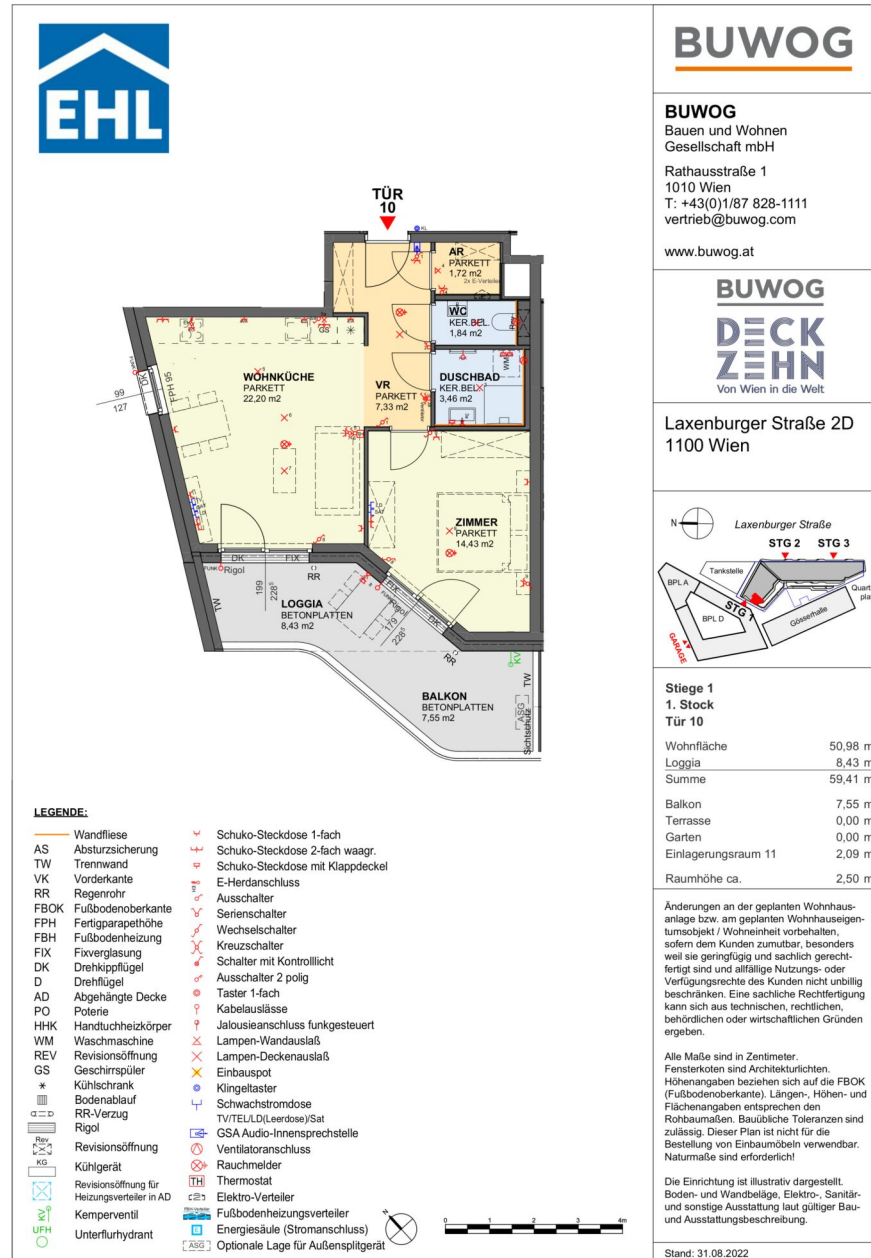 EHL
TÜR
10
KL
AR
PARKETT
1,72 m2
2x E-Verteiler
WC
KER.BEL.
1,84 m2
DUSCHBAD
KER.BEL.
3,46 m2
WM
WOHNKÜCHE
PARKETT
22,20 m2
GS
VR
PARKETT
7,33 m2
FUNK
DK
FPH 95
99
127
ZIMMER
PARKETT
14,43 m2
DK
FIX
FUNK
Rigol
RR
199
228⁵
TW
LOGGIA
BETONPLATTEN
8,43 m2
FIX
FUNK
Rigol
179
228⁵
DK
RR
KV
TW
ASG
Sichtschutz
BALKON
BETONPLATTEN
7,55 m2
LEGENDE:
Wandfliese
AS Absturzsicherung
TW Trennwand
VK Vorderkante
RR Regenrohr
FBOK Fußbodenoberkante
FPH Fertigparapethöhe
FBH Fußbodenheizung
FIX Fixverglasung
DK Drehkippflügel
D Drehflügel
AD Abgehängte Decke
PO Poterie
HHK Handtuchheizkörper
WM Waschmaschine
REV Revisionsöffnung
GS Geschirrspüler
* Kühlschrank
Bodenablauf
RR-Verzug
Rigol
Rev Revisionsöffnung
KG Kühlgerät
Revisionsöffnung für
Heizungsverteiler in AD
KV Kemperventil
UFH Unterflurhydrant
Schuko-Steckdose 1-fach
Schuko-Steckdose 2-fach waagr.
Schuko-Steckdose mit Klappdeckel
E-Herdanschluss
Ausschalter
Serienschalter
Wechselschalter
Kreuzschalter
Schalter mit Kontrolllicht
Ausschalter 2 polig
Taster 1-fach
Kabelauslässe
Jalousieanschluss funkgesteuert
Lampen-Wandauslaß
Lampen-Deckenauslaß
Einbauspot
Klingeltaster
Schwachstromdose
TV/TEL/LD(Leerdose)/Sat
GSA Audio-Innensprechstelle
Ventilatoranschluss
Rauchmelder
TH Thermostat
Elektro-Verteiler
Fußbodenheizungsverteiler
Energiesäule (Stromanschluss)
ASG Optionale Lage für Außensplitgerät
N
0 1 2 3 4m
BUWOG
BUWOG
Bauen und Wohnen
Gesellschaft mbH
Rathausstraße 1
1010 Wien
T: +43(0)1/87 828-1111
vertrieb@buwog.com
www.buwog.at
BUWOG
DECK
ZEHN
Von Wien in die Welt
Laxenburger Straße 2D
1100 Wien
N
Laxenburger Straße
STG 2 STG 3
Tankstelle
BPL A
STG 1
BPL D
Gösserhalle
Quart
pla
GARAGE
Stiege 1
1. Stock
Tür 10
Wohnfläche 50,98 m
Loggia 8,43 m
Summe 59,41 m
Balkon 7,55 m
Terrasse 0,00 m
Garten 0,00 m
Einlagerungsraum 11 2,09 m
Raumhöhe ca. 2,50 m
Änderungen an der geplanten Wohnhaus-
anlage bzw. am geplanten Wohnhauseigen-
tumsobjekt / Wohneinheit vorbehalten,
sofern dem Kunden zumutbar, besonders
weil sie geringfügig und sachlich gerecht-
fertigt sind und allfällige Nutzungs- oder
Verfügungsrechte des Kunden nicht unbillig
beschränken. Eine sachliche Rechtfertigung
kann sich aus technischen, rechtlichen,
behördlichen oder wirtschaftlichen Gründen
ergeben.
Alle Maße sind in Zentimeter.
Fensterkoten sind Architekturlichten.
Höhenangaben beziehen sich auf die FBOK
(Fußbodenoberkante). Längen-, Höhen- und
Flächenangaben entsprechen den
Rohbaumaßen. Bauübliche Toleranzen sind
zulässig. Dieser Plan ist nicht für die
Bestellung von Einbaumöbeln verwendbar.
Naturmaße sind erforderlich!
Die Einrichtung ist illustrativ dargestellt.
Boden- und Wandbeläge, Elektro-, Sanitär-
und sonstige Ausstattung laut gültiger Bau-
und Ausstattungsbeschreibung.
Stand: 31.08.2022